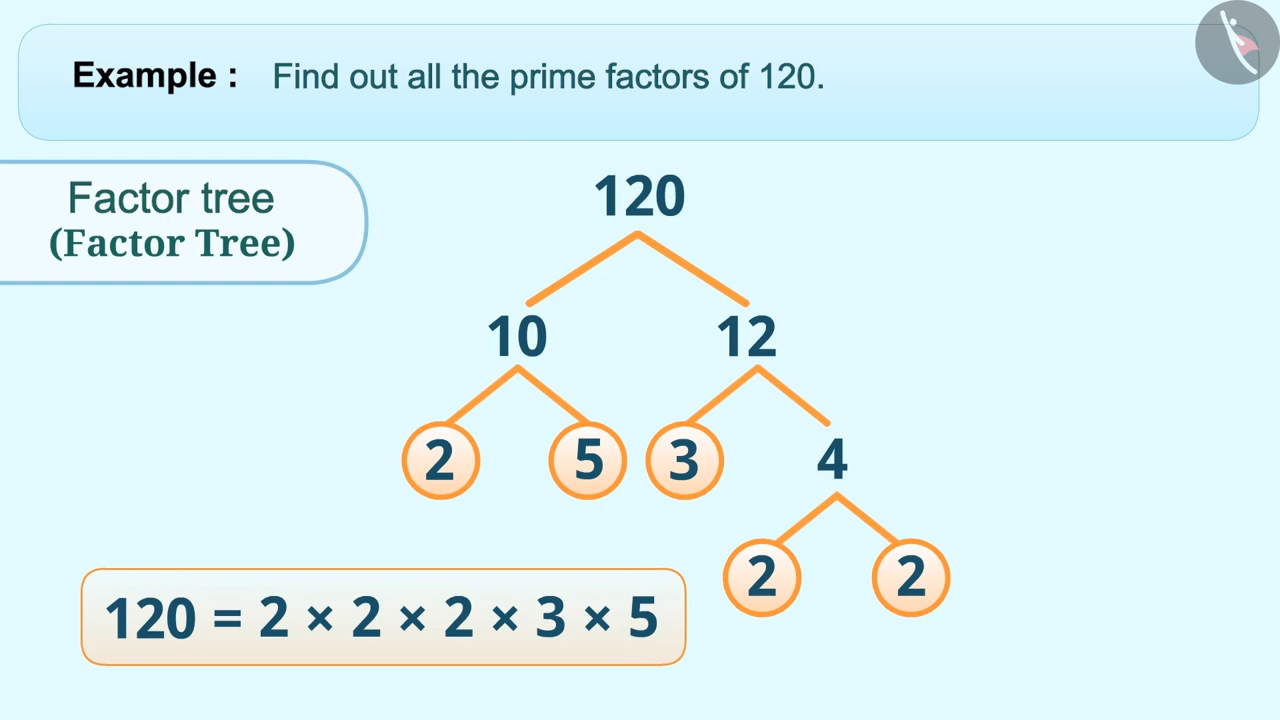 Example : Find out all the prime factors of 120.
Factor tree
(Factor Tree)
120
10 12
2 5 3 4
2 2
120 = 2 × 2 × 2 × 3 × 5